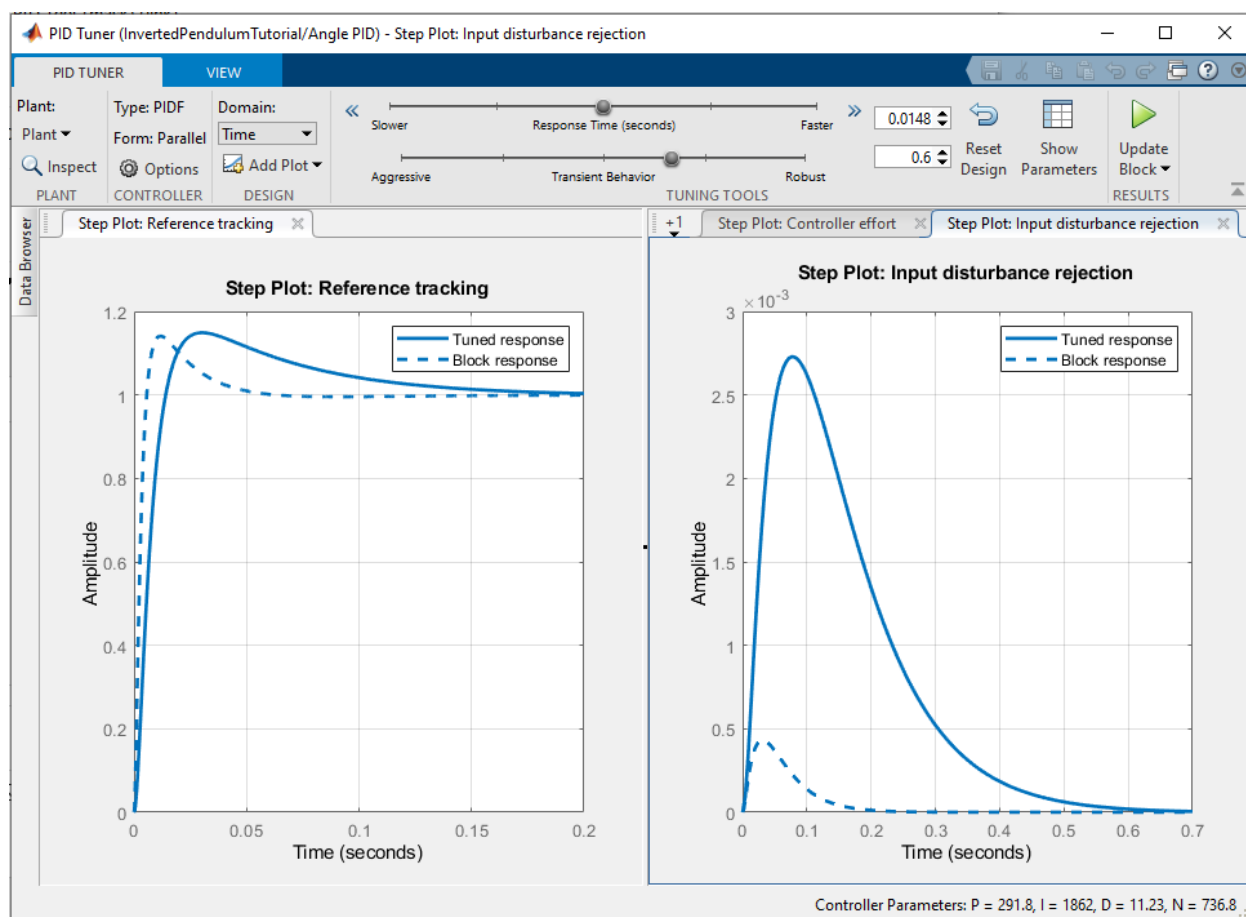 PID Tuner (InvertedPendulumTutorial/Angle PID) - Step Plot: Input disturbance rejection
PID TUNER
VIEW
Plant:
Plant
Inspect
PLANT
Type: PIDF
Form: Parallel
Options
CONTROLLER
Domain:
Time
Add Plot
DESIGN
Slower
Response Time (seconds)
Faster
Aggressive
Transient Behavior
Robust
TUNING TOOLS
0.0148
0.6
Reset
Design
Show
Parameters
Update
Block
RESULTS
Data Browser
Step Plot: Reference tracking
+1
Step Plot: Controller effort
Step Plot: Input disturbance rejection
Step Plot: Reference tracking
Tuned response
Block response
1.2
1
0.8
0.6
0.4
0.2
0
Amplitude
0 0.05 0.1 0.15 0.2
Time (seconds)
Step Plot: Input disturbance rejection
×10⁻³
Tuned response
Block response
3
2.5
2
1.5
1
0.5
0
Amplitude
0 0.1 0.2 0.3 0.4 0.5 0.6 0.7
Time (seconds)
Controller Parameters: P = 291.8, I = 1862, D = 11.23, N = 736.8